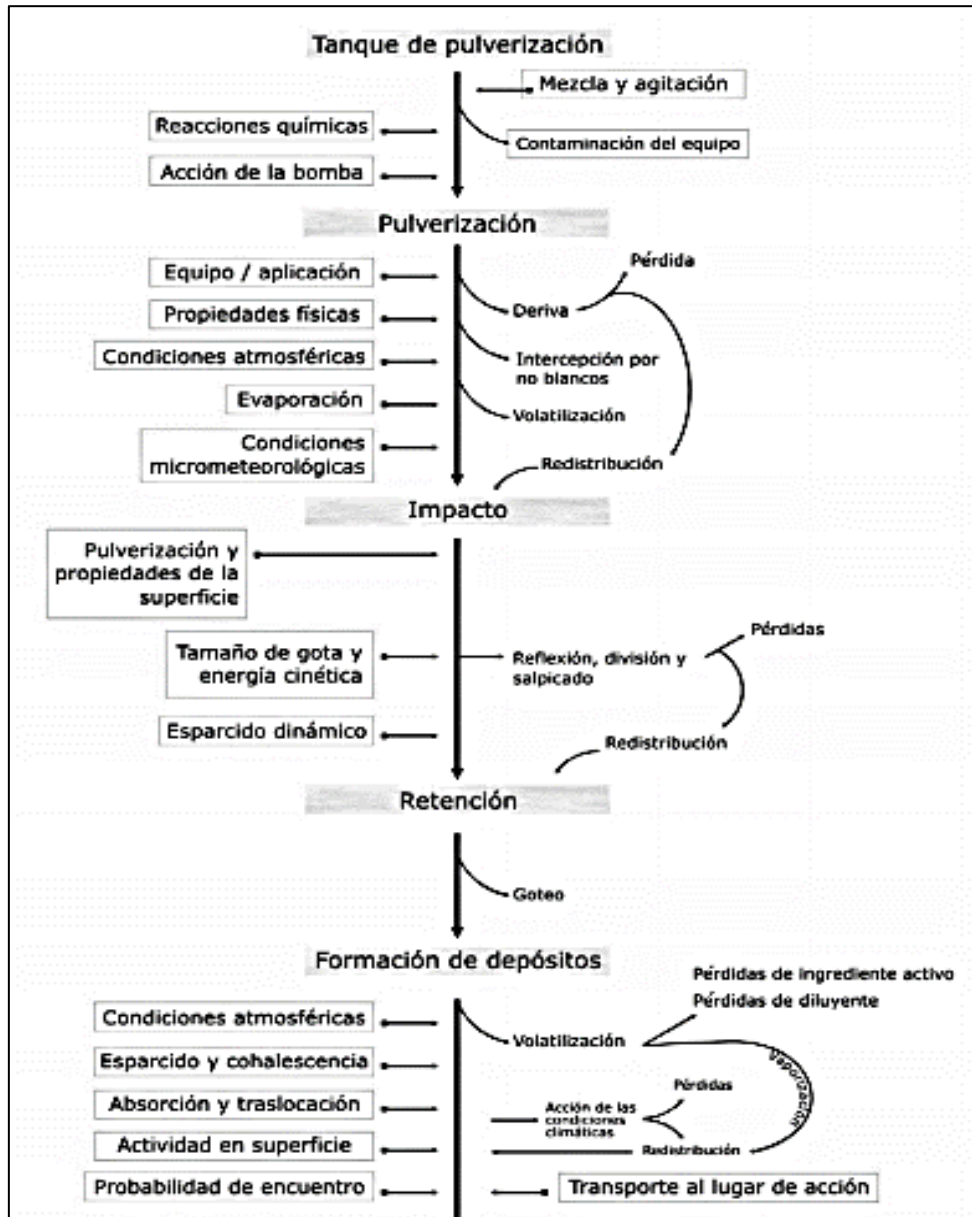 Tanque de pulverización
Mezcla y agitación
Reacciones químicas
Contaminación del equipo
Acción de la bomba
Pulverización
Equipo / aplicación
Pérdida
Propiedades físicas
Deriva
Condiciones atmosféricas
Intercepción por
no blancos
Evaporación
Volatilización
Condiciones
micrometeorológicas
Redistribución
Impacto
Pulverización y
propiedades de la
superficie
Pérdidas
Tamaño de gota y
energía cinética
Reflexión, división y
salpicado
Esparcido dinámico
Redistribución
Retención
Goteo
Formación de depósitos
Pérdidas de ingrediente activo
Pérdidas de diluyente
Condiciones atmosféricas
Volatilización
Esparcido y cohalescencia
Vaporización
Pérdidas
Absorción y traslocación
Acción de las
condiciones
climáticas
Actividad en superficie
Redistribución
Probabilidad de encuentro
Transporte al lugar de acción